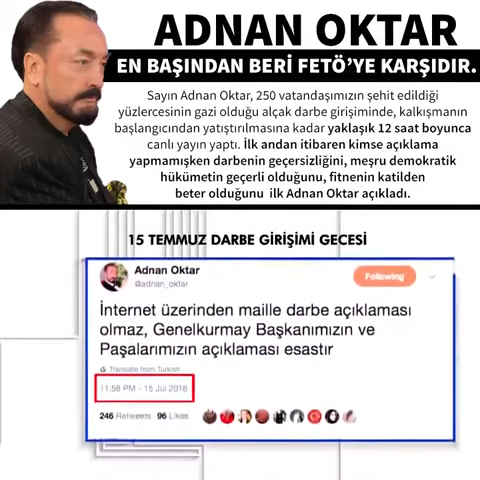 ADNAN OKTAR
EN BAŞINDAN BERİ FETÖ'YE KARŞIDIR.
Sayın Adnan Oktar, 250 vatandaşımızın şehit edildiği
yüzlercesinin gazi olduğu alçak darbe girişiminde, kalkışmanın
başlangıcından yatıştırılmasına kadar yaklaşık 12 saat boyunca
canlı yayın yaptı. İlk andan itibaren kimse açıklama
yapmamışken darbenin geçersizliğini, meşru demokratik
hükümetin geçerli olduğunu, fitnenin katilden
beter olduğunu ilk Adnan Oktar açıkladı.
15 TEMMUZ DARBE GİRİŞİMİ GECESİ
Adnan Oktar
@adnan_oktar
Following
İnternet üzerinden maille darbe açıklaması
olmaz, Genelkurmay Başkanımızın ve
Paşalarımızın açıklaması esastır
Translate from Turkish
11:58 PM - 15 Jul 2016
246 Retweets 96 Likes